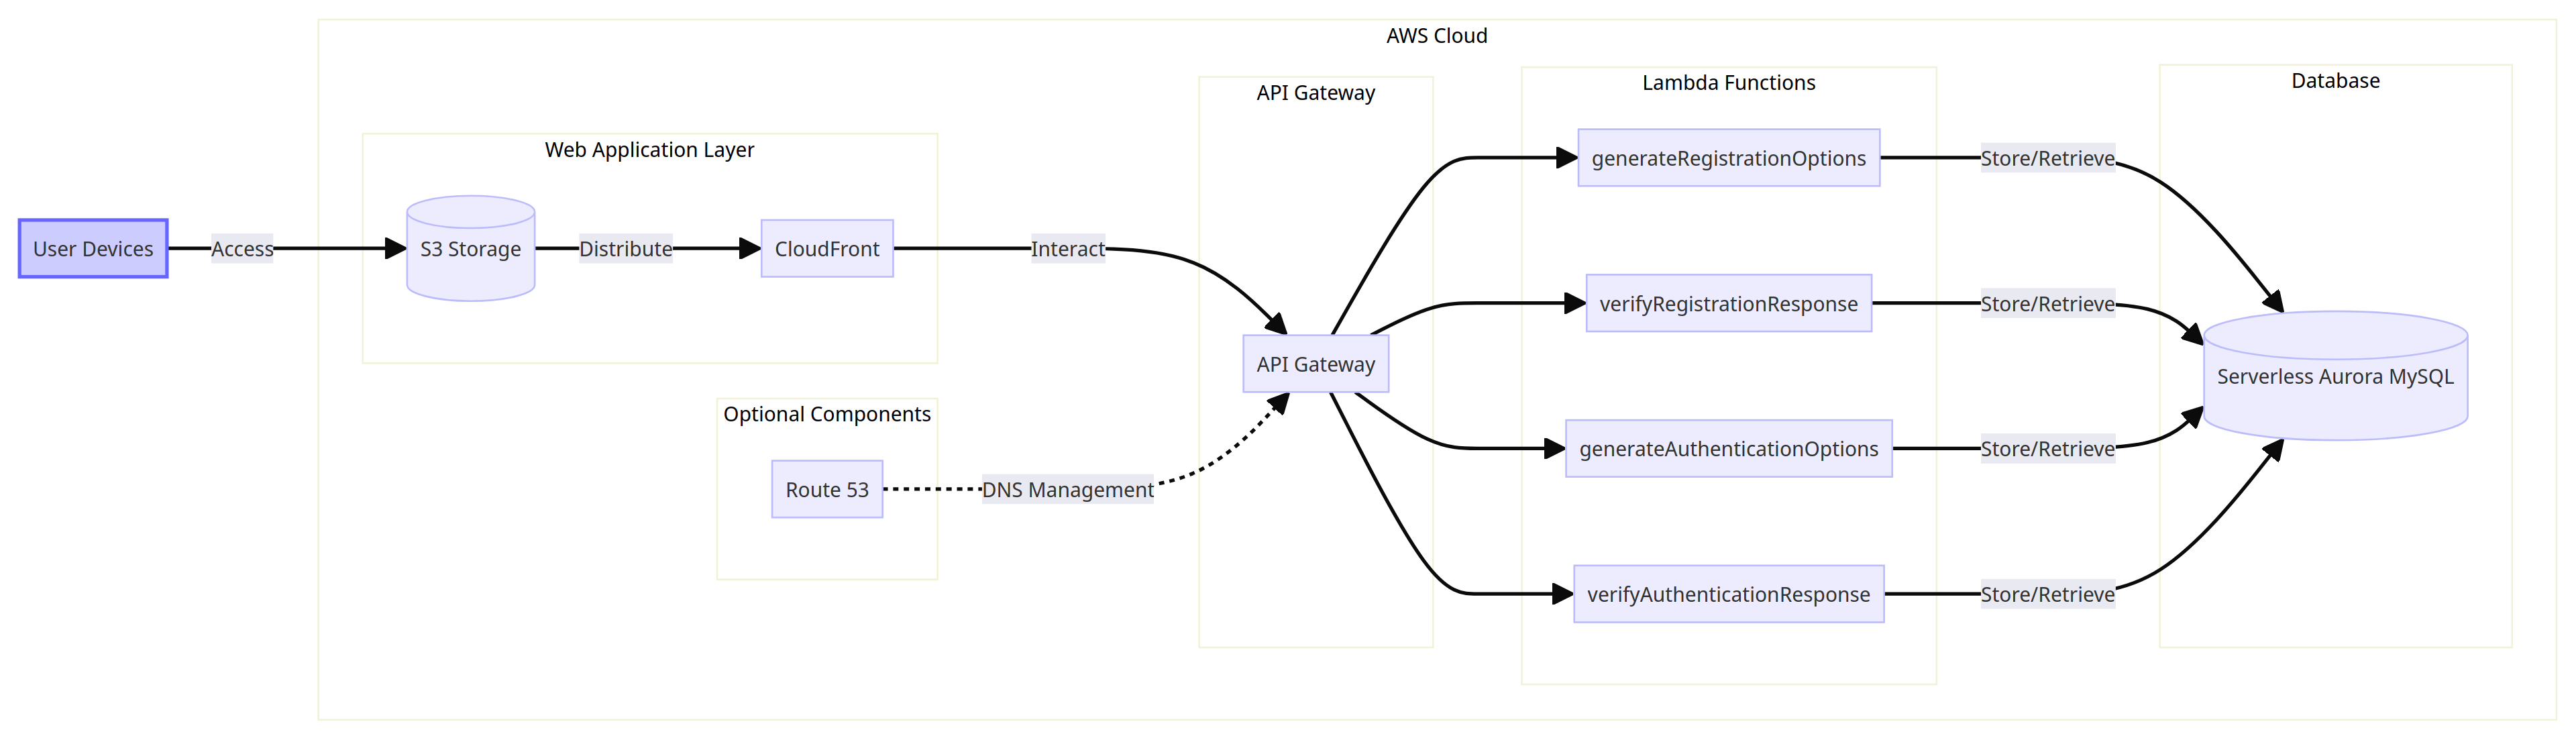 AWS Cloud
Web Application Layer
User Devices
Access
S3 Storage
Distribute
CloudFront
Interact
Optional Components
Route 53
DNS Management
API Gateway
API Gateway
Lambda Functions
generateRegistrationOptions
verifyRegistrationResponse
generateAuthenticationOptions
verifyAuthenticationResponse
Store/Retrieve
Store/Retrieve
Store/Retrieve
Store/Retrieve
Database
Serverless Aurora MySQL